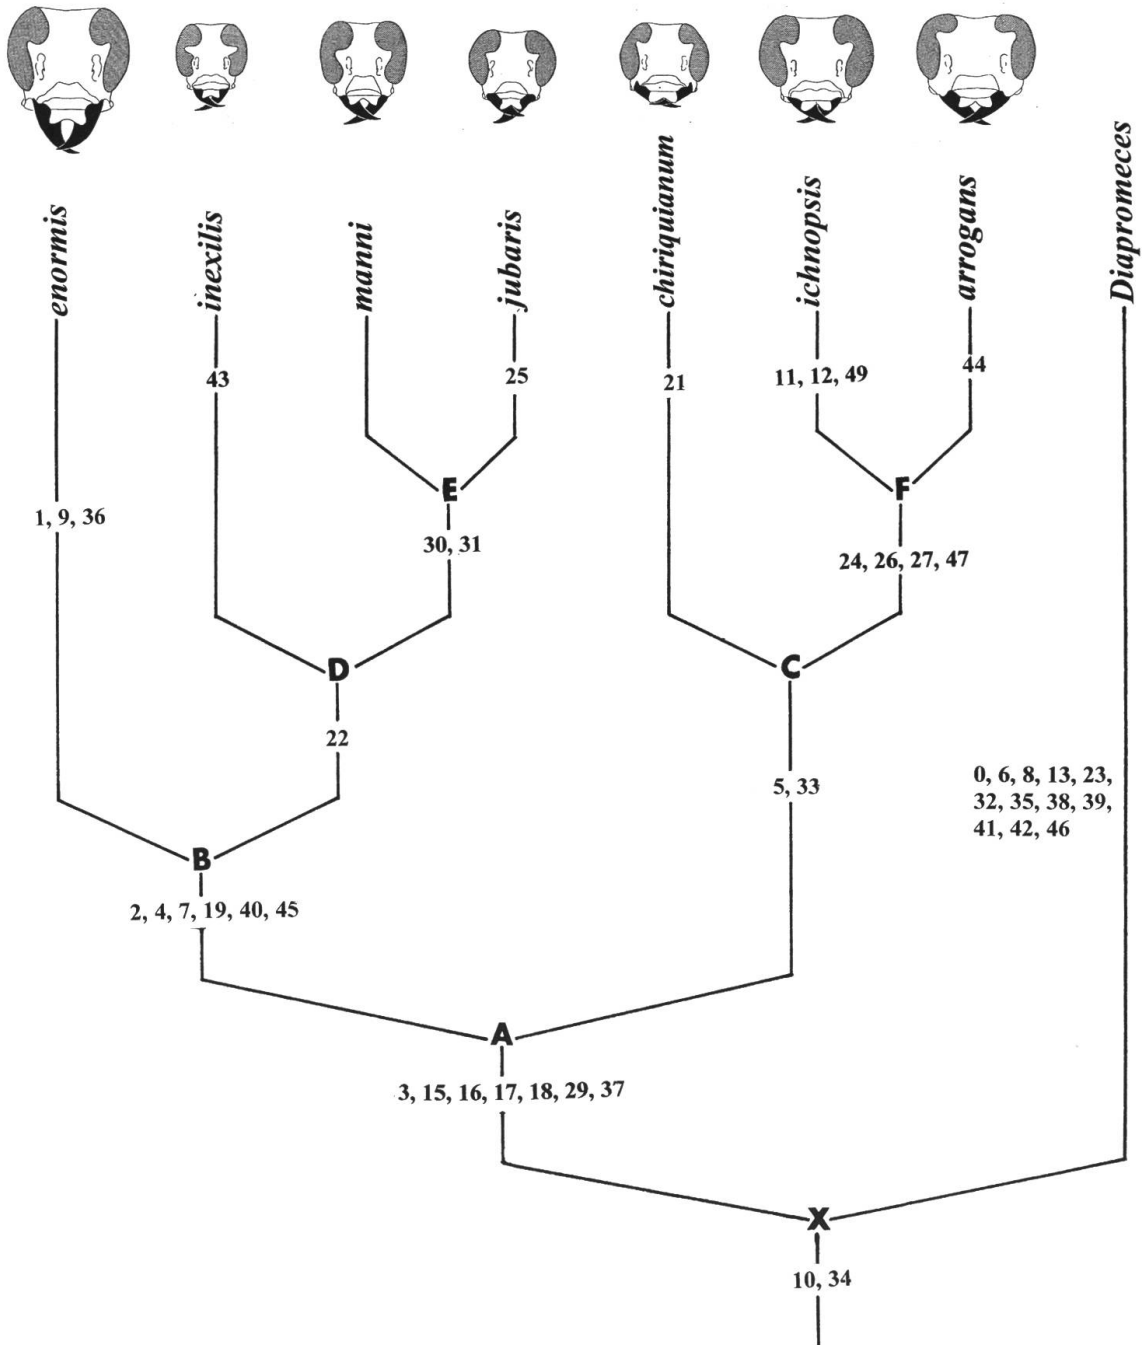 enormis
inexilis
manni
jubaris
chiriquianum
ichnopsis
arrogans
Diapromeces
43
25
21
11, 12, 49
44
E
F
1, 9, 36
30, 31
24, 26, 27, 47
D
C
22
5, 33
0, 6, 8, 13, 23,
32, 35, 38, 39,
41, 42, 46
B
2, 4, 7, 19, 40, 45
A
3, 15, 16, 17, 18, 29, 37
X
10, 34